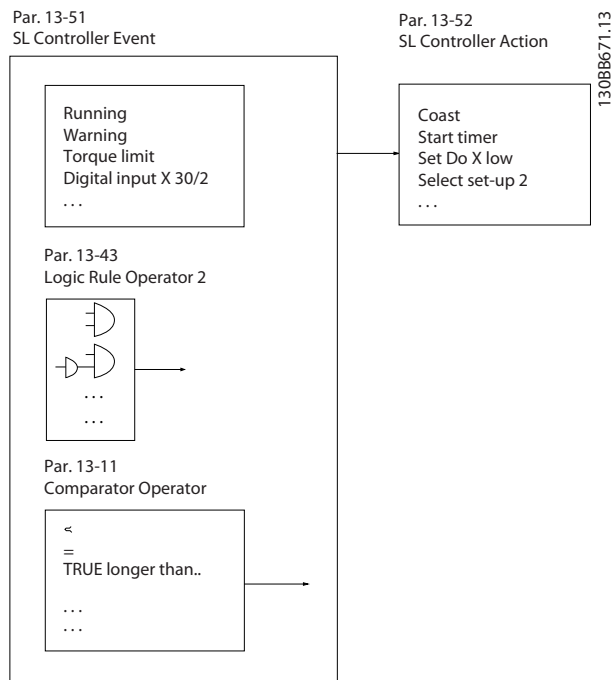 Par. 13-51
SL Controller Event
Par. 13-52
SL Controller Action
130BB671.13
Running
Warning
Torque limit
Digital input X 30/2
. . .
Coast
Start timer
Set Do X low
Select set-up 2
. . .
Par. 13-43
Logic Rule Operator 2
. . .
. . .
Par. 13-11
Comparator Operator
=
TRUE longer than..
. . .
. . .